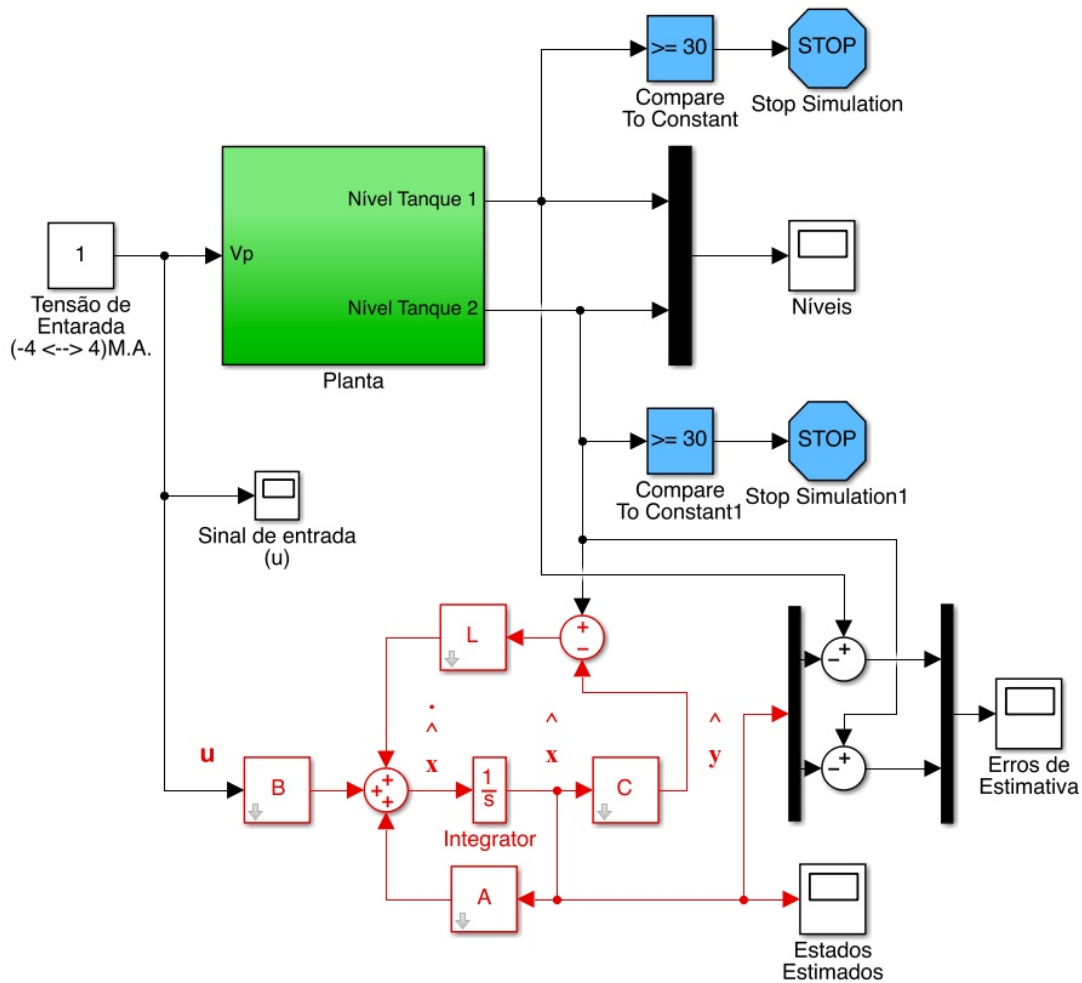 >= 30
STOP
Compare
To Constant
Stop Simulation
Nível Tanque 1
1
Vp
Tensão de
Entarada
(-4 <--> 4)M.A.
Nível Tanque 2
Níveis
Planta
>= 30
STOP
Compare
To Constant1
Stop Simulation1
Sinal de entrada
(u)
+
−
L
−
+
.
^
x
^
x
^
y
u
B
+
+
+
1
s
C
−
+
Integrator
Erros de
Estimativa
A
Estados
Estimados